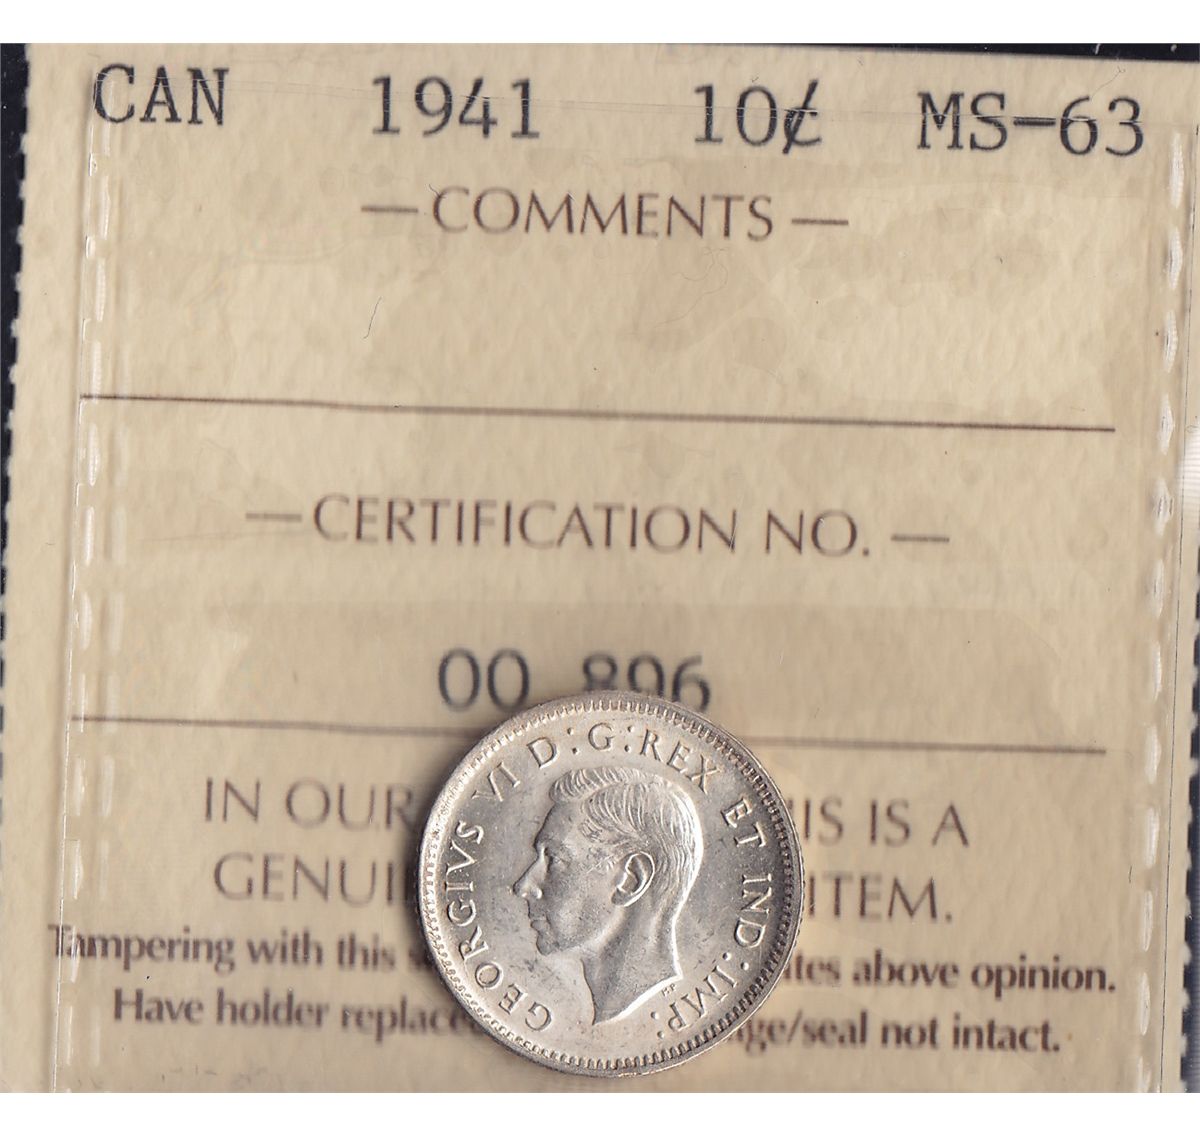 CAN 1941 10¢ MS-63
— COMMENTS —
— CERTIFICATION NO. —
00 896
IN OUR IS IS A
GENUI ITEM.
Tampering with this s tes above opinion.
Have holder replace ge/seal not intact.
GEORGIVS VI D:G:REX ET IND:IMP:
HP